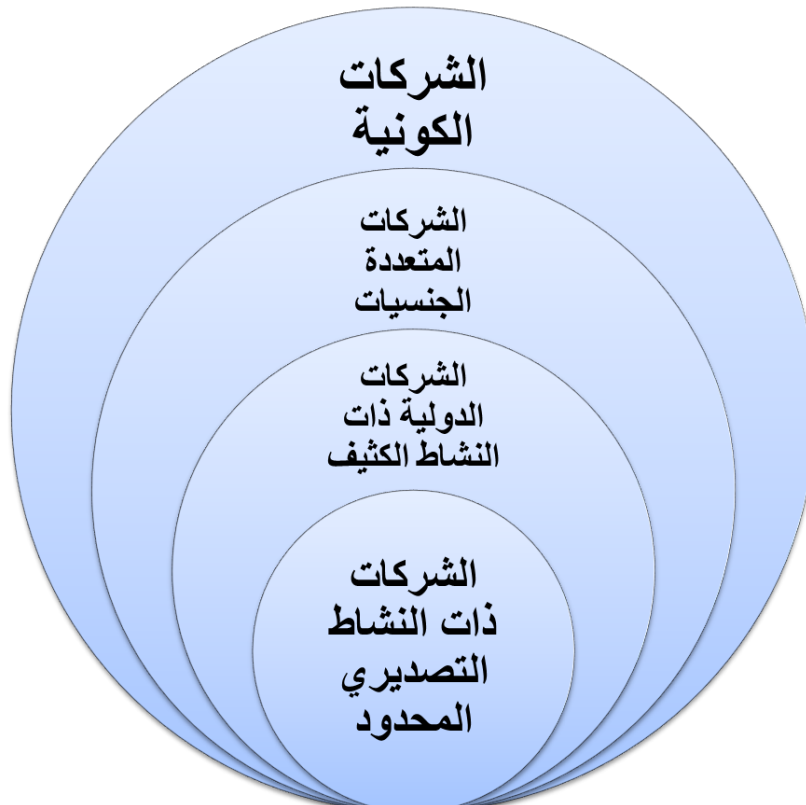 الشركات
الكونية
الشركات
المتعددة
الجنسيات
الشركات
الدولية ذات
النشاط الكثيف
الشركات
ذات النشاط
التصديري
المحدود